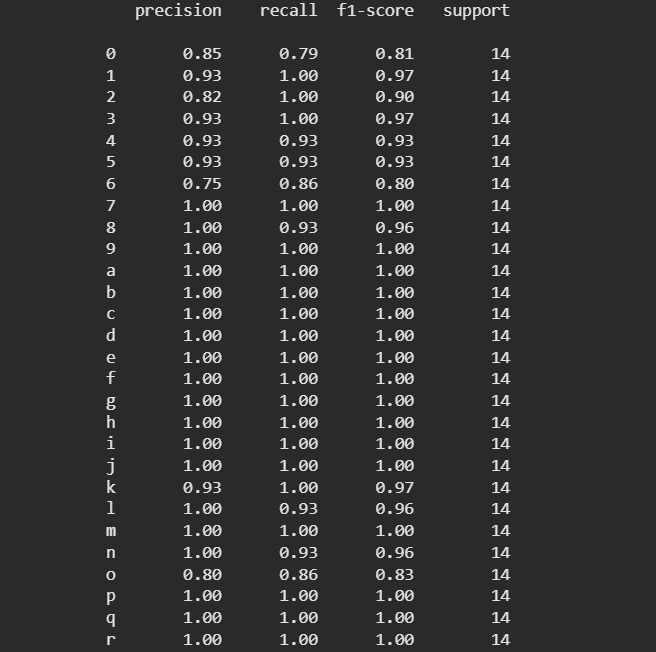 precision recall f1-score support
0 0.85 0.79 0.81 14
1 0.93 1.00 0.97 14
2 0.82 1.00 0.90 14
3 0.93 1.00 0.97 14
4 0.93 0.93 0.93 14
5 0.93 0.93 0.93 14
6 0.75 0.86 0.80 14
7 1.00 1.00 1.00 14
8 1.00 0.93 0.96 14
9 1.00 1.00 1.00 14
a 1.00 1.00 1.00 14
b 1.00 1.00 1.00 14
c 1.00 1.00 1.00 14
d 1.00 1.00 1.00 14
e 1.00 1.00 1.00 14
f 1.00 1.00 1.00 14
g 1.00 1.00 1.00 14
h 1.00 1.00 1.00 14
i 1.00 1.00 1.00 14
j 1.00 1.00 1.00 14
k 0.93 1.00 0.97 14
l 1.00 0.93 0.96 14
m 1.00 1.00 1.00 14
n 1.00 0.93 0.96 14
o 0.80 0.86 0.83 14
p 1.00 1.00 1.00 14
q 1.00 1.00 1.00 14
r 1.00 1.00 1.00 14